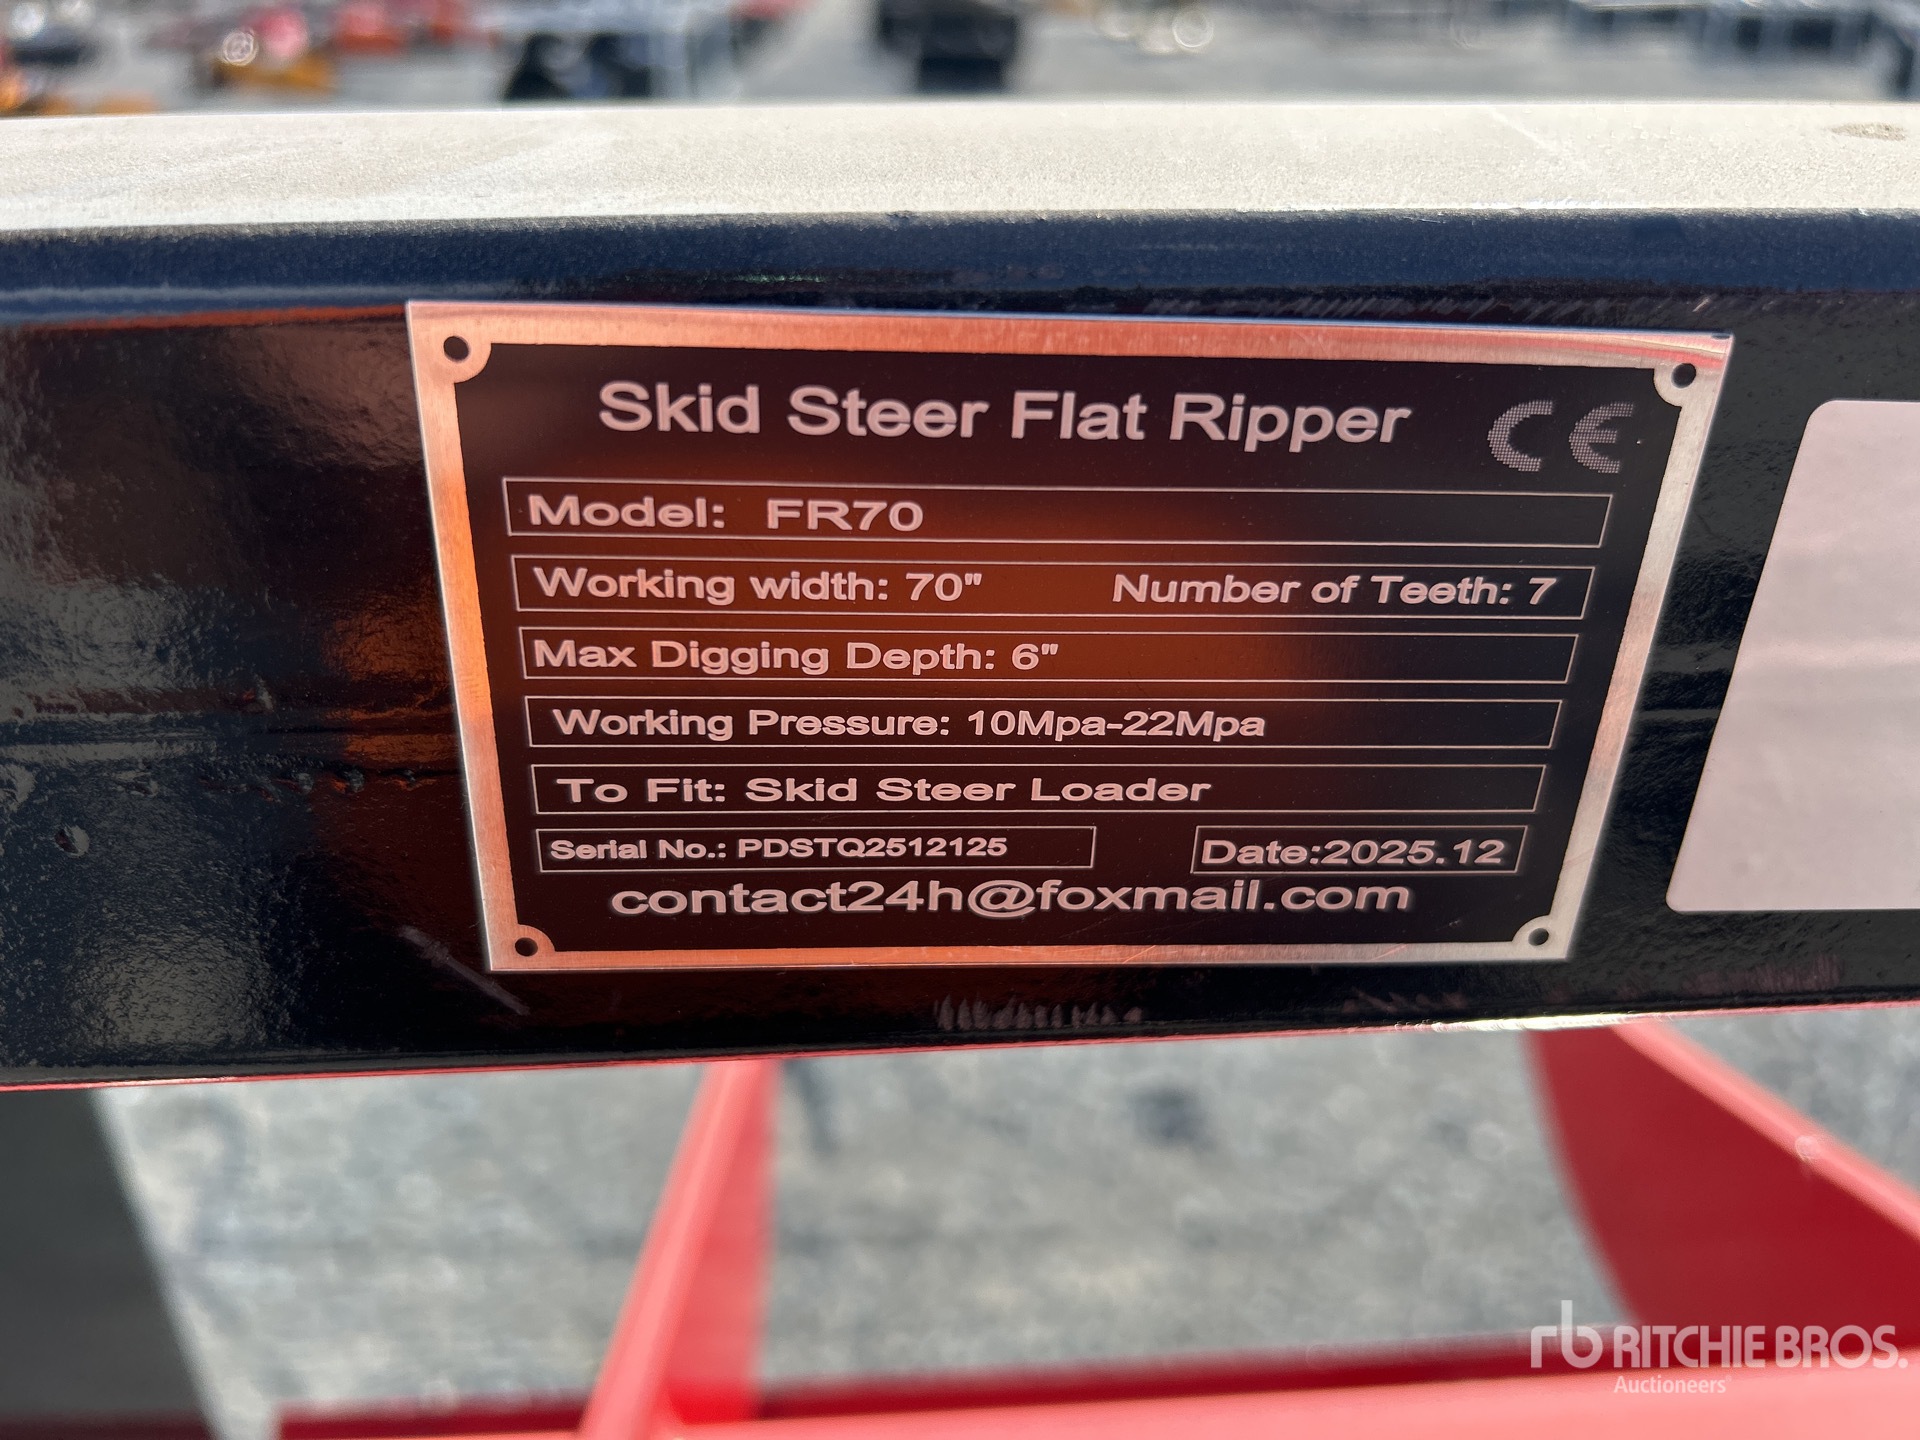 Skid Steer Flat Ripper CE
Model: FR70
Working width: 70" Number of Teeth: 7
Max Digging Depth: 6"
Working Pressure: 10Mpa-22Mpa
To Fit: Skid Steer Loader
Serial No.: PDSTQ2512125 Date:2025.12
contact24h@foxmail.com
rb RITCHIE BROS.
Auctioneers